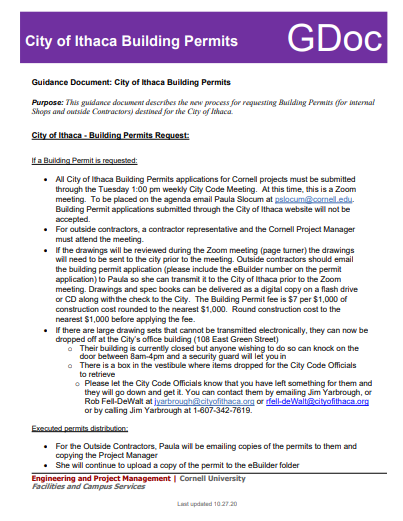 City of Ithaca Building Permits
GDoc
Guidance Document: City of Ithaca Building Permits
Purpose: This guidance document describes the new process for requesting Building Permits (for internal
Shops and outside Contractors) destined for the City of Ithaca.
City of Ithaca - Building Permits Request:
If a Building Permit is requested:
• All City of Ithaca Building Permits applications for Cornell projects must be submitted
through the Tuesday 1:00 pm weekly City Code Meeting. At this time, this is a Zoom
meeting. To be placed on the agenda email Paula Slocum at pslocum@cornell.edu.
Building Permit applications submitted through the City of Ithaca website will not be
accepted.
• For outside contractors, a contractor representative and the Cornell Project Manager
must attend the meeting.
• If the drawings will be reviewed during the Zoom meeting (page turner) the drawings
will need to be sent to the city prior to the meeting. Outside contractors should email
the building permit application (please include the eBuilder number on the permit
application) to Paula so she can transmit it to the City of Ithaca prior to the Zoom
meeting. Drawings and spec books can be delivered as a digital copy on a flash drive
or CD along with the check to the City. The Building Permit fee is $7 per $1,000 of
construction cost rounded to the nearest $1,000. Round construction cost to the
nearest $1,000 before applying the fee.
• If there are large drawing sets that cannot be transmitted electronically, they can now be
dropped off at the City's office building (108 East Green Street)
o Their building is currently closed but anyone wishing to do so can knock on the
door between 8am-4pm and a security guard will let you in
o There is a box in the vestibule where items dropped for the City Code Officials
to retrieve
o Please let the City Code Officials know that you have left something for them and
they will go down and get it. You can contact them by emailing Jim Yarbrough, or
Rob Fell-DeWalt at jyarbrough@cityofithaca.org or rfell-deWalt@cityofithaca.org
or by calling Jim Yarbrough at 1-607-342-7619.
Executed permits distribution:
• For the Outside Contractors, Paula will be emailing copies of the permits to them and
copying the Project Manager
• She will continue to upload a copy of the permit to the eBuilder folder
Engineering and Project Management | Cornell University
Facilities and Campus Services
Last updated 10.27.20